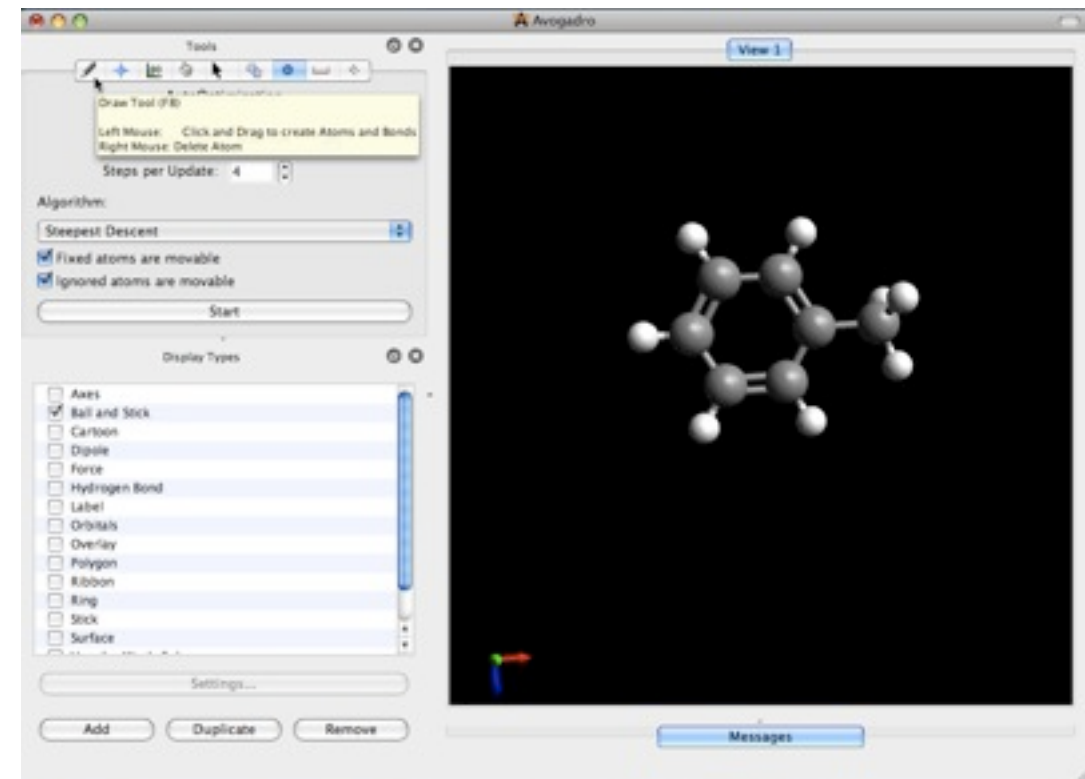 Avogadro
Tools
View 1
Draw Tool (F8)
Left Mouse: Click and Drag to create Atoms and Bonds
Right Mouse: Delete Atom
Steps per Update: 4
Algorithm:
Steepest Descent
Fixed atoms are movable
Ignored atoms are movable
Start
Display Types
Axes
Ball and Stick
Cartoon
Dipole
Force
Hydrogen Bond
Label
Orbitals
Overlay
Polygon
Ribbon
Ring
Stick
Surface
Settings...
Add
Duplicate
Remove
Messages